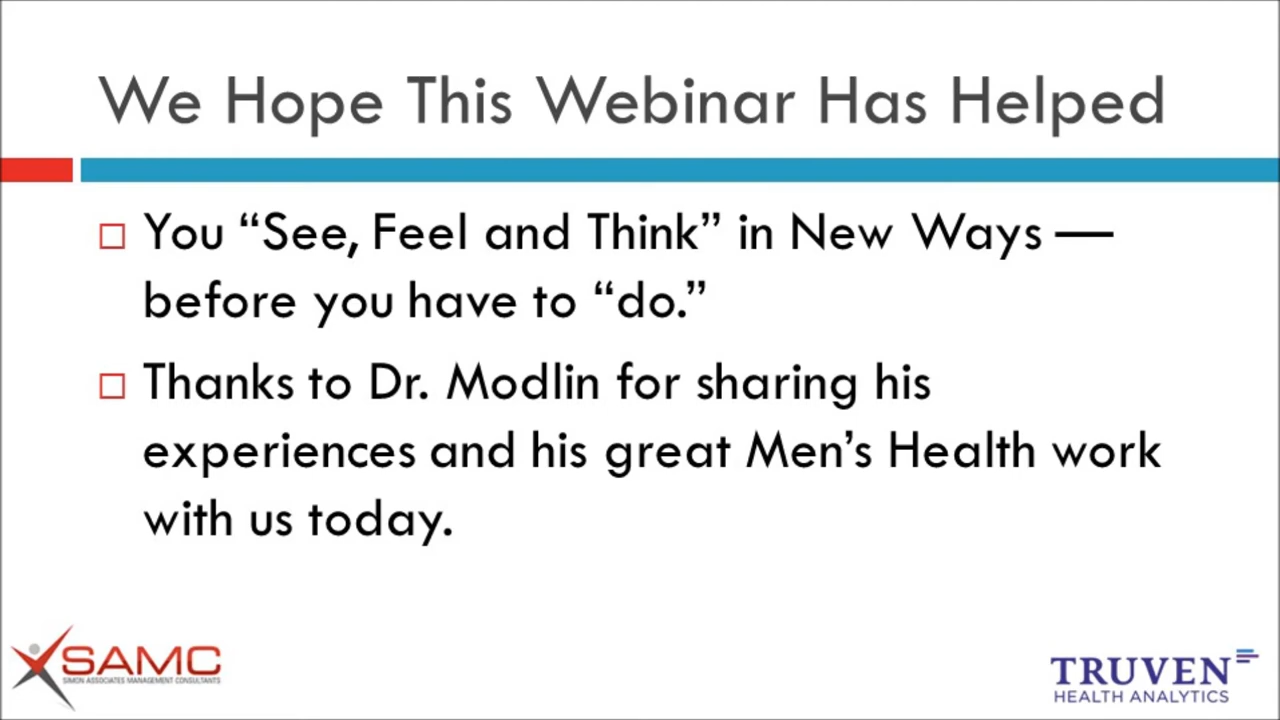 We Hope This Webinar Has Helped
You “See, Feel and Think” in New Ways —
before you have to “do.”
Thanks to Dr. Modlin for sharing his
experiences and his great Men’s Health work
with us today.
SAMC
SIMON ASSOCIATES MANAGEMENT CONSULTANTS
TRUVEN
HEALTH ANALYTICS